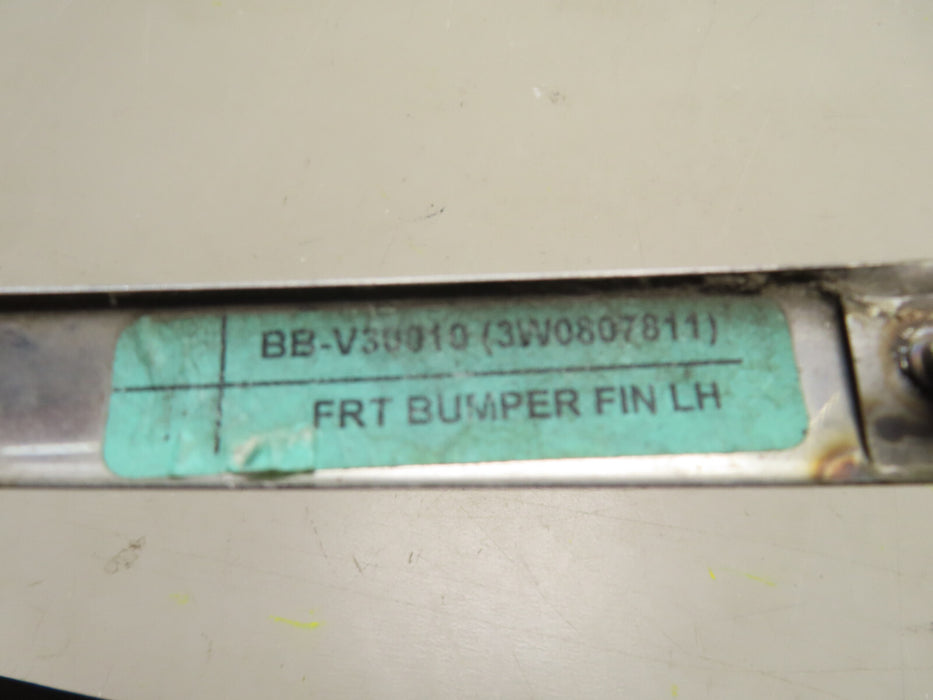 BB-V30010 (3W0807811)
FRT BUMPER FIN LH